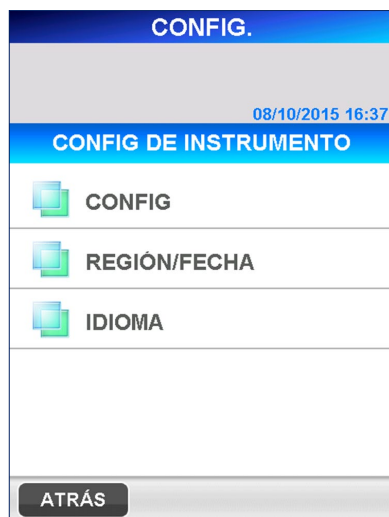 CONFIG.
08/10/2015 16:37
CONFIG DE INSTRUMENTO
CONFIG
REGIÓN/FECHA
IDIOMA
ATRÁS